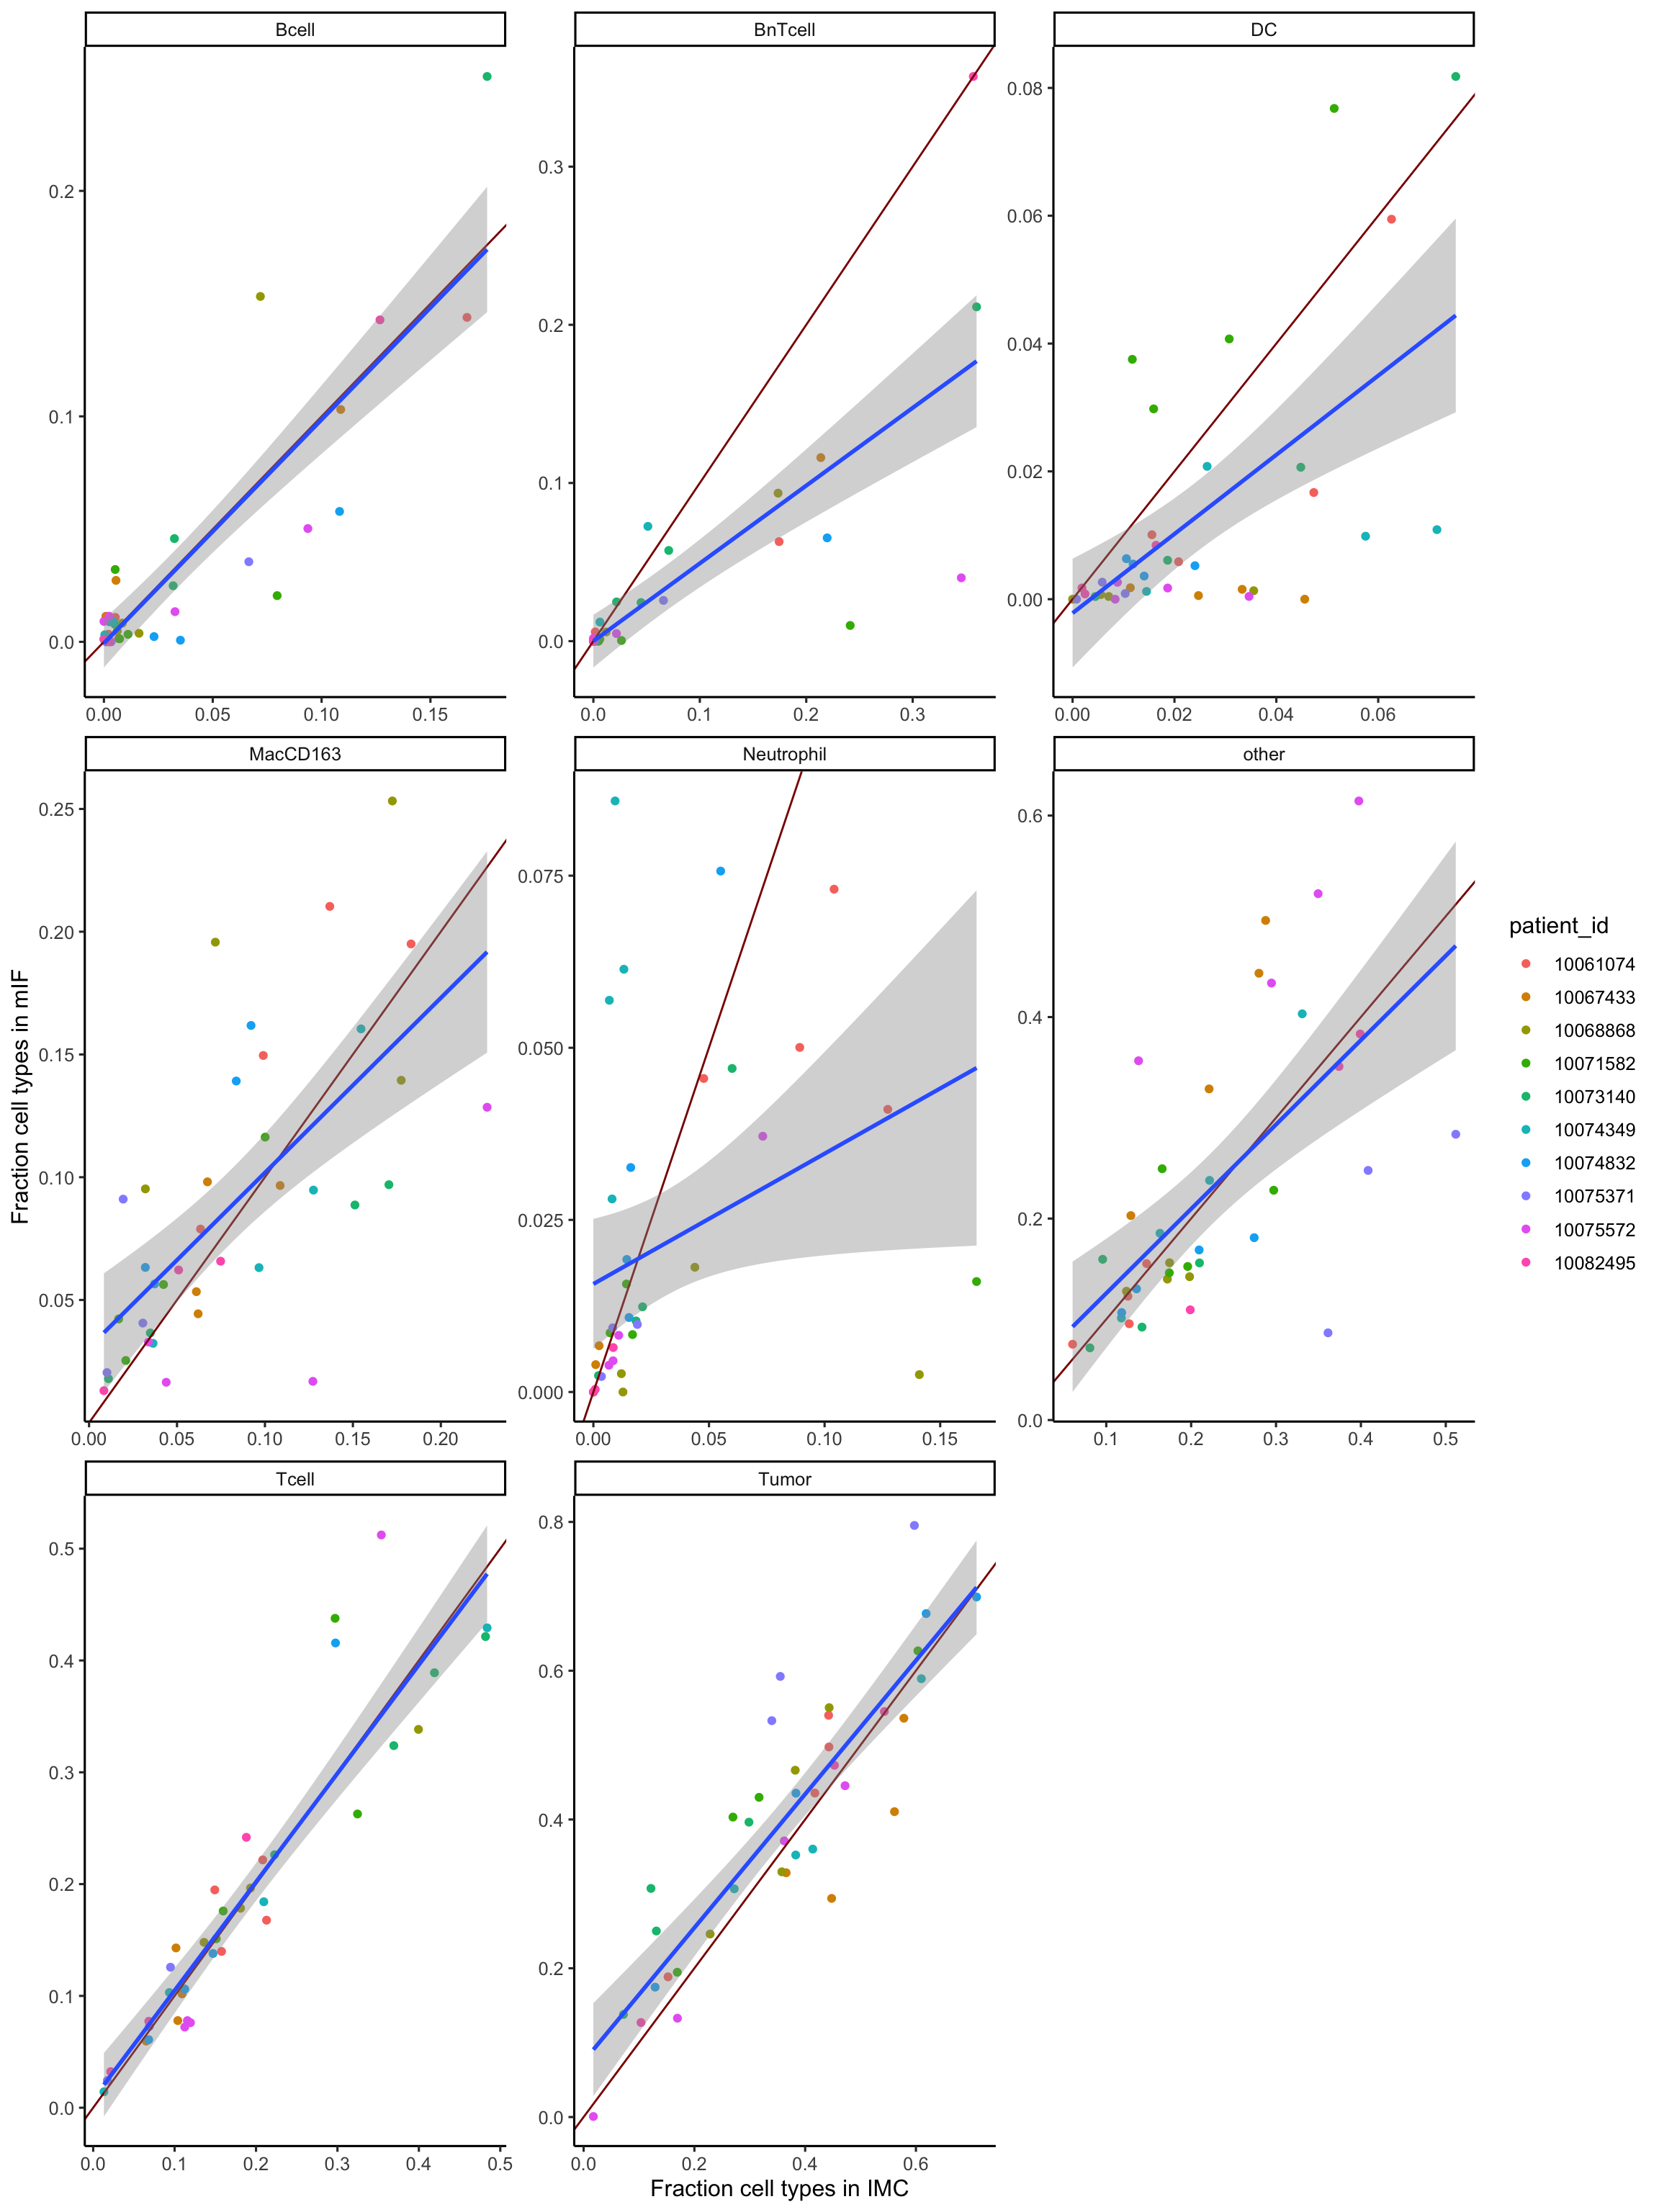 Bcell
BnTcell
DC
0.2
0.1
0.0
0.00 0.05 0.10 0.15
0.3
0.2
0.1
0.0
0.0 0.1 0.2 0.3
0.08
0.06
0.04
0.02
0.00
0.00 0.02 0.04 0.06
MacCD163
Neutrophil
other
0.25
0.20
0.15
0.10
0.05
0.00 0.05 0.10 0.15 0.20
0.075
0.050
0.025
0.000
0.00 0.05 0.10 0.15
0.6
0.4
0.2
0.0
0.1 0.2 0.3 0.4 0.5
Tcell
Tumor
0.5
0.4
0.3
0.2
0.1
0.0
0.0 0.1 0.2 0.3 0.4 0.5
0.8
0.6
0.4
0.2
0.0
0.0 0.2 0.4 0.6
Fraction cell types in mIF
Fraction cell types in IMC
patient_id
10061074
10067433
10068868
10071582
10073140
10074349
10074832
10075371
10075572
10082495